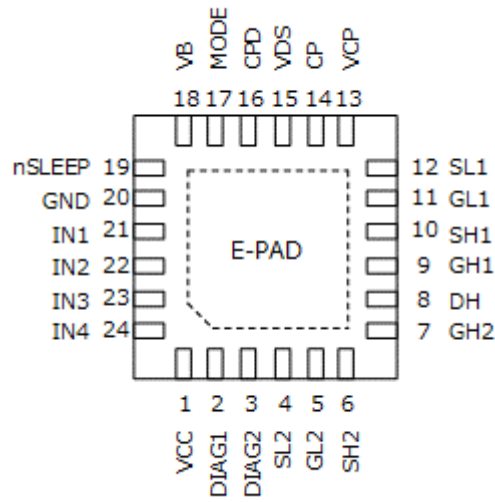 VB MODE CPD VDS CP VCP
18 17 16 15 14 13
nSLEEP 19
GND 20
IN1 21
IN2 22
IN3 23
IN4 24
E-PAD
12 SL1
11 GL1
10 SH1
9 GH1
8 DH
7 GH2
1 2 3 4 5 6
VCC DIAG1 DIAG2 SL2 GL2 SH2